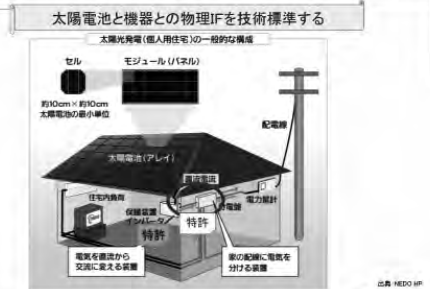 太陽電池と機器との物理IFを技術標準する
太陽光発電(個人用住宅)の一般的な構成
セル
モジュール(パネル)
約10cm×約10cm
太陽電池の最小単位
配電線
太陽電池(アレイ)
直流電流
住宅内負荷
分電盤
電力量計
保護装置
インバータ
特許
特許
電気を直流から
交流に変える装置
家の配線に電気を
分ける装置
出典 NEDO HP